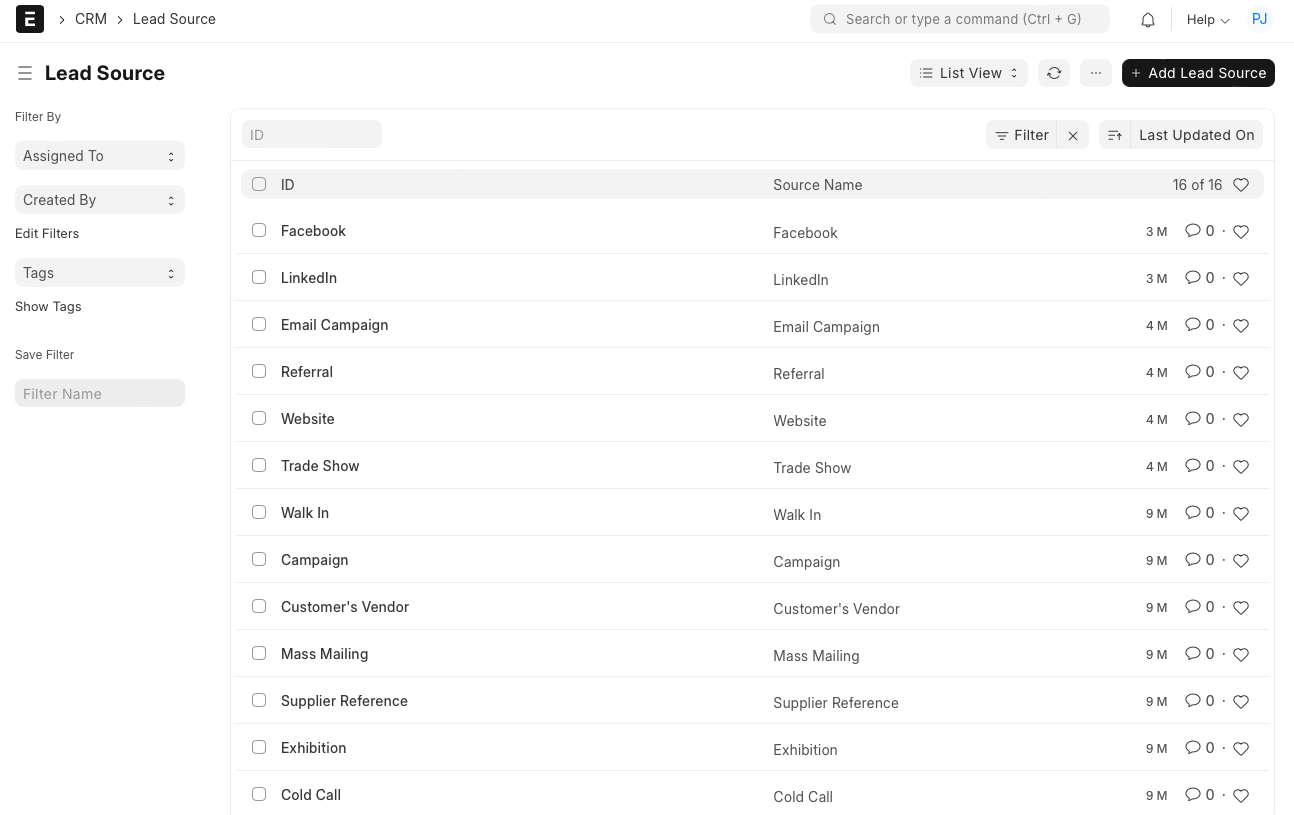 E CRM Lead Source Search or type a command (Ctrl + G) Help PJ
Lead Source List View ··· + Add Lead Source
Filter By
Assigned To
Created By
Edit Filters
Tags
Show Tags
Save Filter
Filter Name
ID Filter Last Updated On
ID Source Name 16 of 16
Facebook Facebook 3 M 0 ·
LinkedIn LinkedIn 3 M 0 ·
Email Campaign Email Campaign 4 M 0 ·
Referral Referral 4 M 0 ·
Website Website 4 M 0 ·
Trade Show Trade Show 4 M 0 ·
Walk In Walk In 9 M 0 ·
Campaign Campaign 9 M 0 ·
Customer's Vendor Customer's Vendor 9 M 0 ·
Mass Mailing Mass Mailing 9 M 0 ·
Supplier Reference Supplier Reference 9 M 0 ·
Exhibition Exhibition 9 M 0 ·
Cold Call Cold Call 9 M 0 ·